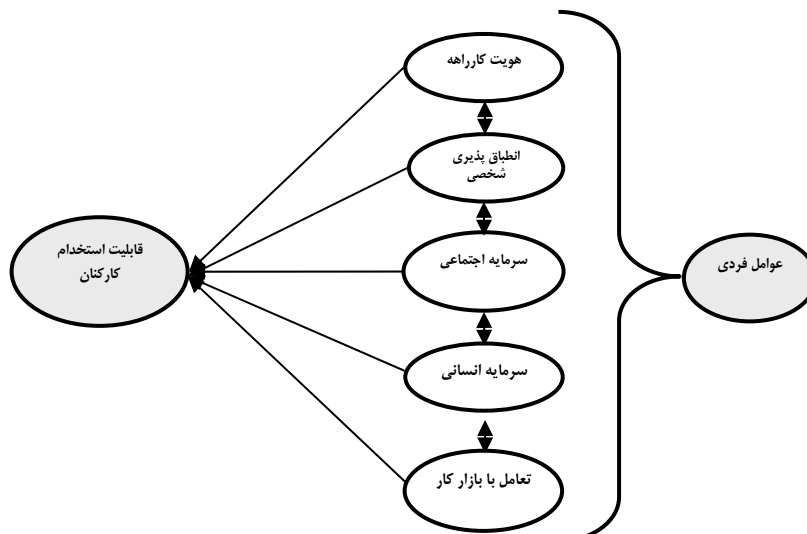 هویت کارراهه
انطباق پذیری
شخصی
قابلیت استخدام
کارکنان
سرمایه اجتماعی
عوامل فردی
سرمایه انسانی
تعامل با بازار کار